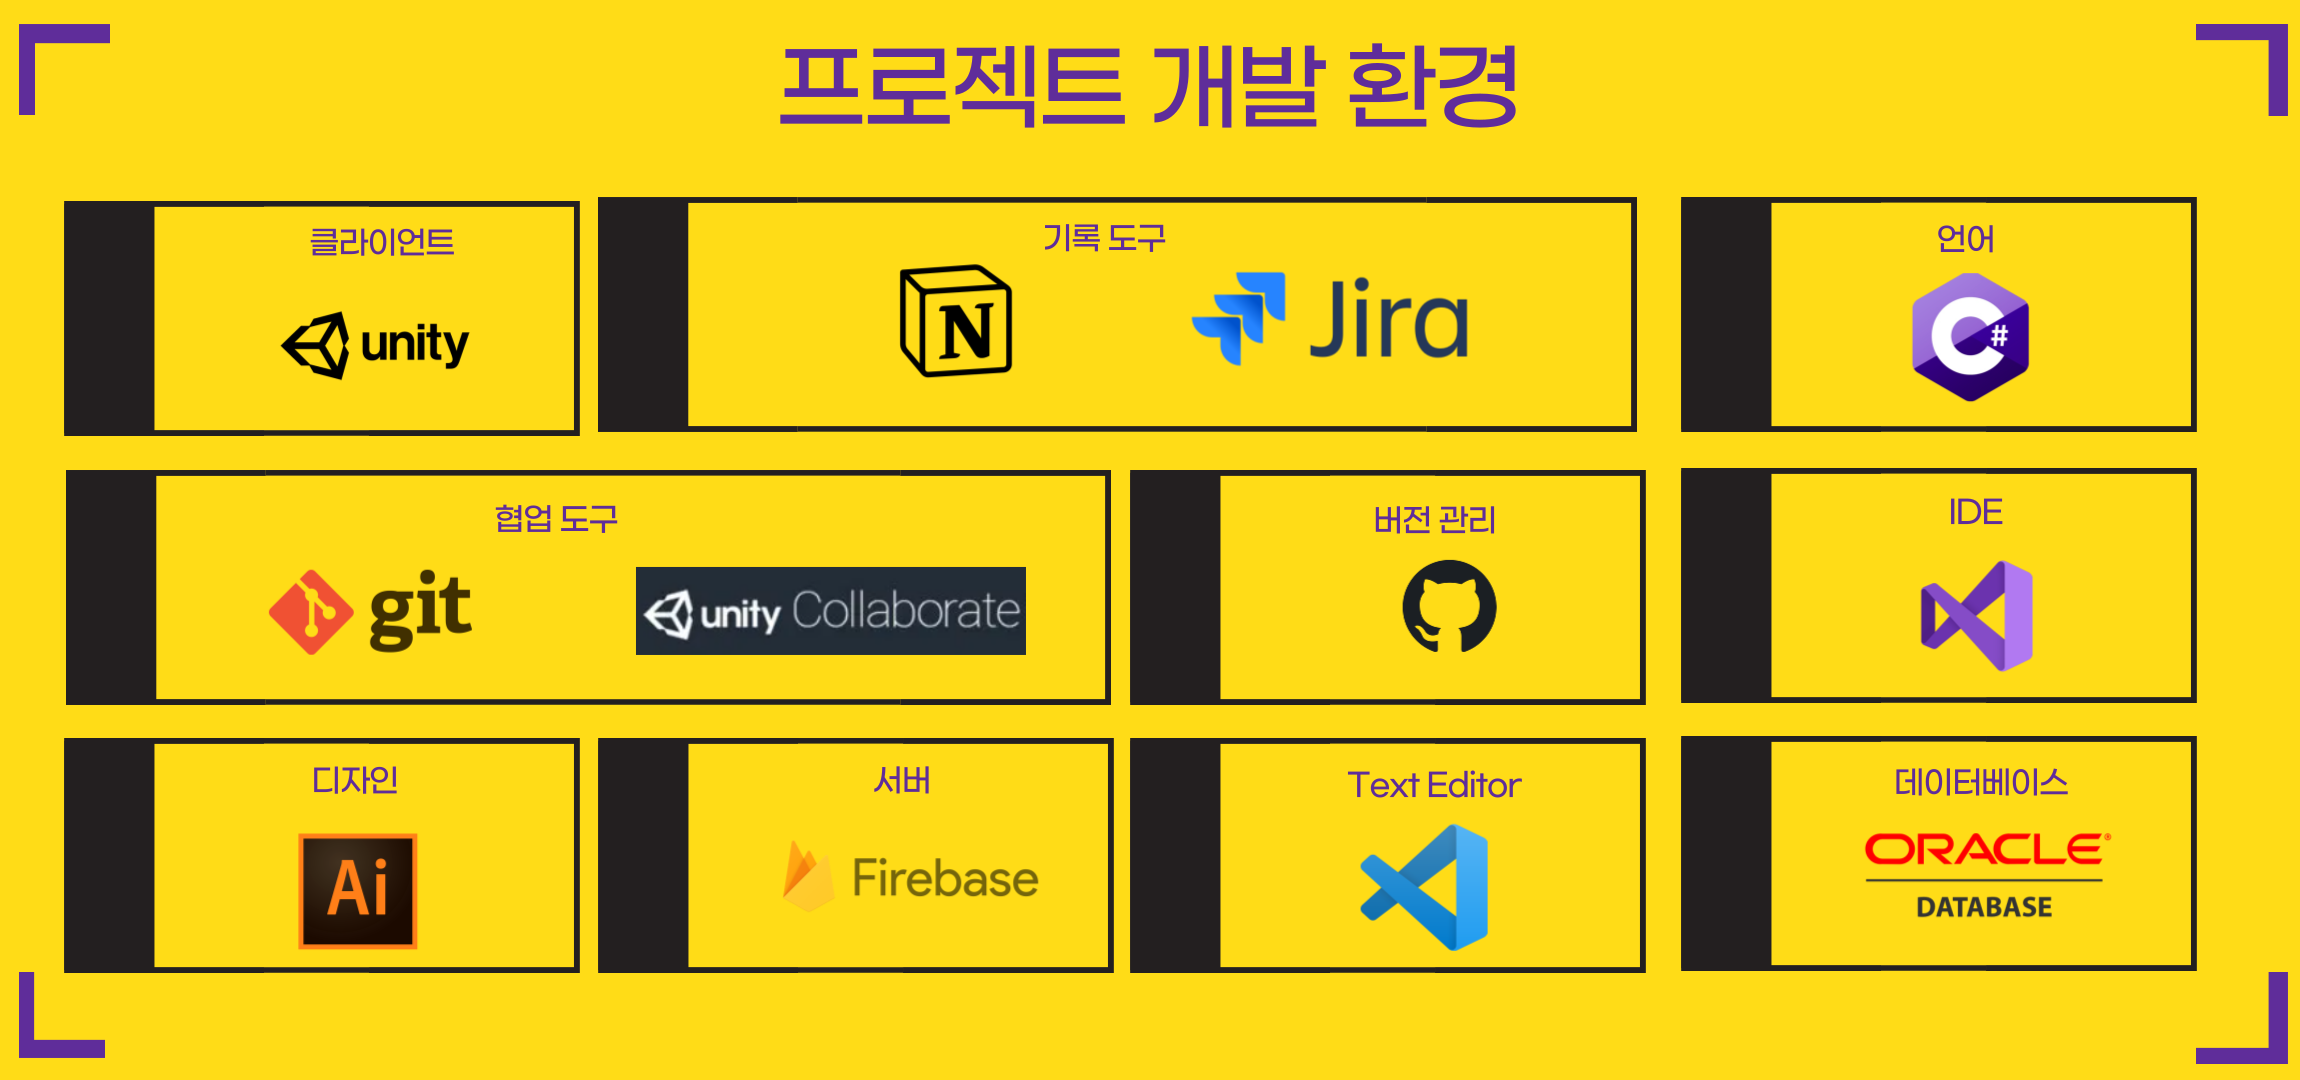 프로젝트 개발 환경
클라이언트
unity
기록 도구
N
Jira
언어
C#
협업 도구
git
unity Collaborate
버전 관리
IDE
디자인
Ai
서버
Firebase
Text Editor
데이터베이스
ORACLE®
DATABASE